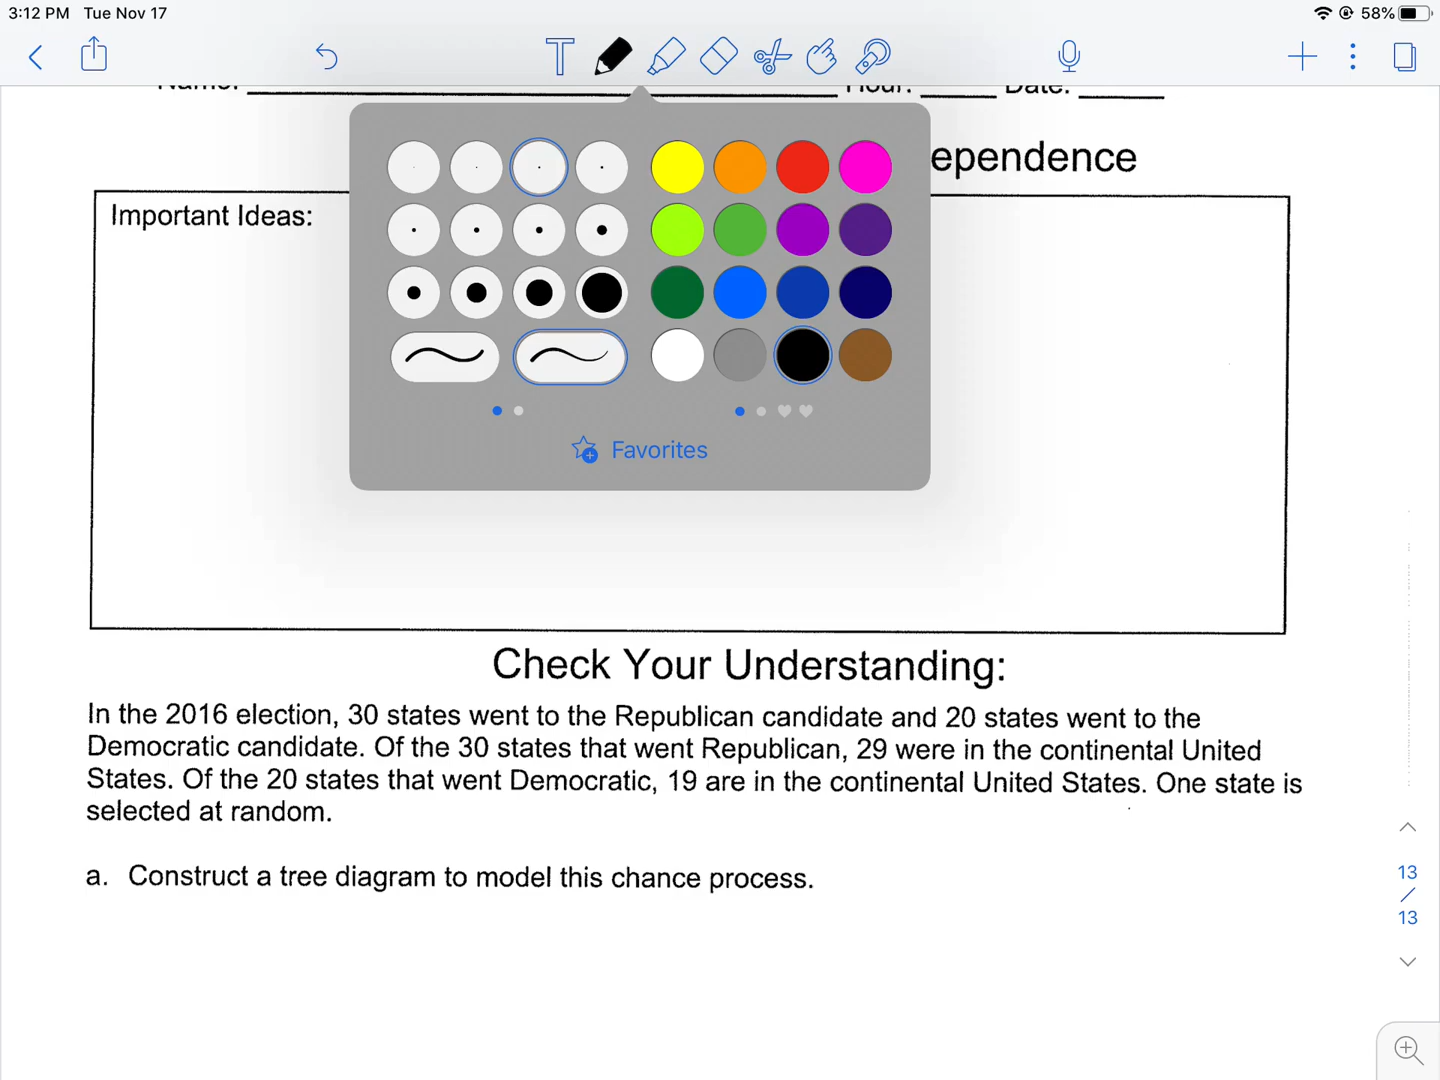 3:12 PM Tue Nov 17
58%
T
Name: Hour: Date:
ependence
Important Ideas:
Favorites
Check Your Understanding:
In the 2016 election, 30 states went to the Republican candidate and 20 states went to the
Democratic candidate. Of the 30 states that went Republican, 29 were in the continental United
States. Of the 20 states that went Democratic, 19 are in the continental United States. One state is
selected at random.
a. Construct a tree diagram to model this chance process.
13
/
13